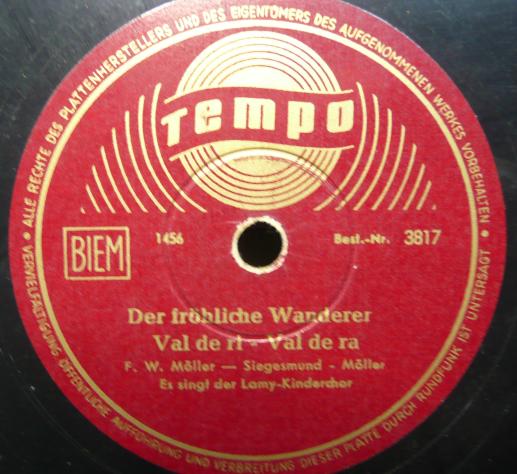 • ALLE RECHTE DES PLATTENHERSTELLERS UND DES EIGENTÜMERS DES AUFGENOMMENEN WERKES VORBEHALTEN •
VERVIELFÄLTIGUNG ÖFFENTLICHE AUFFÜHRUNG UND VERBREITUNG DIESER PLATTE DURCH RUNDFUNK IST UNTERSAGT
Tempo
BIEM
1456
Best.-Nr. 3817
Der fröhliche Wanderer
Val de ri - Val de ra
F. W. Möller — Siegesmund - Möller
Es singt der Lamy-Kinderchor